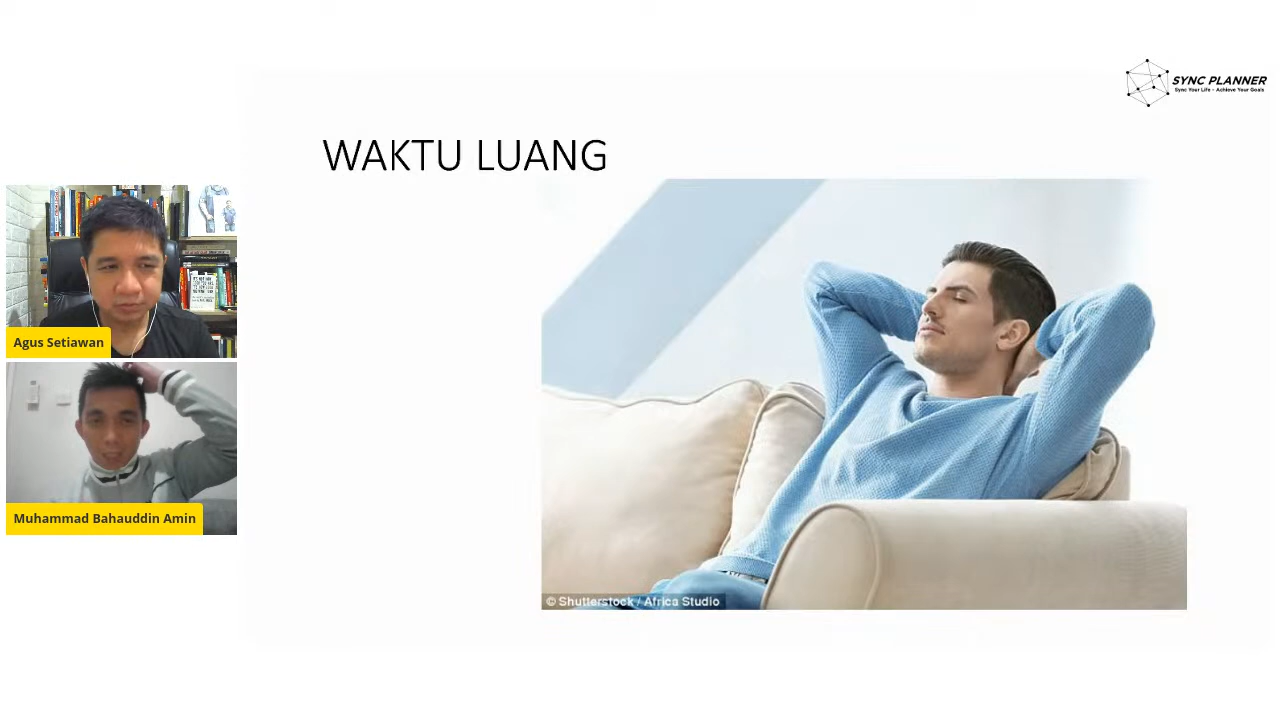 SYNC PLANNER
Sync Your Life - Achieve Your Goals
WAKTU LUANG
Agus Setiawan
Muhammad Bahauddin Amin
© Shutterstock / Africa Studio